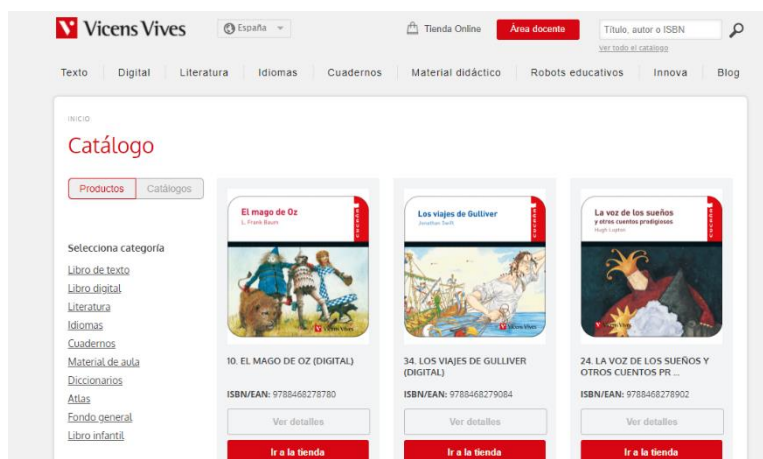 Vicens Vives
España
Tienda Online
Área docente
Título, autor o ISBN
Ver todo el catálogo
Texto Digital Literatura Idiomas Cuadernos Material didáctico Robots educativos Innova Blog
INICIO
Catálogo
Productos Catálogos
Selecciona categoría
Libro de texto
Libro digital
Literatura
Idiomas
Cuadernos
Material de aula
Diccionarios
Atlas
Fondo general
Libro infantil
El mago de Oz
L. Frank Baum
Vicens Vives
10. EL MAGO DE OZ (DIGITAL)
ISBN/EAN: 9788468278780
Ver detalles
Ir a la tienda
Los viajes de Gulliver
Jonathan Swift
Vicens Vives
34. LOS VIAJES DE GULLIVER
(DIGITAL)
ISBN/EAN: 9788468279084
Ver detalles
Ir a la tienda
La voz de los sueños
y otros cuentos prodigiosos
Hugh Lupton
Vicens Vives
24. LA VOZ DE LOS SUEÑOS Y
OTROS CUENTOS PR ...
ISBN/EAN: 9788468278902
Ver detalles
Ir a la tienda